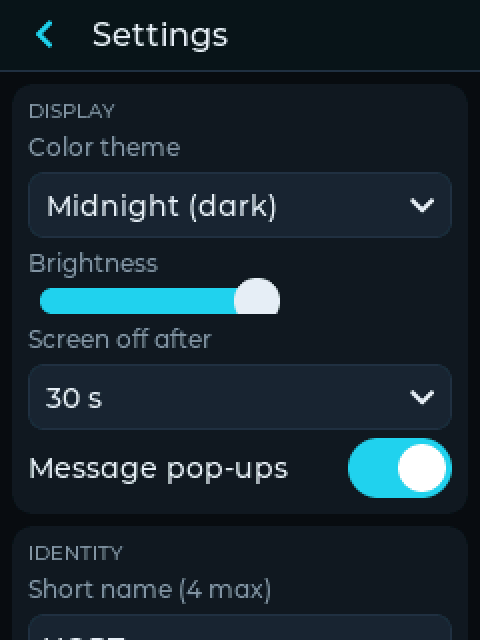 Settings
DISPLAY
Color theme
Midnight (dark)
Brightness
Screen off after
30 s
Message pop-ups
IDENTITY
Short name (4 max)